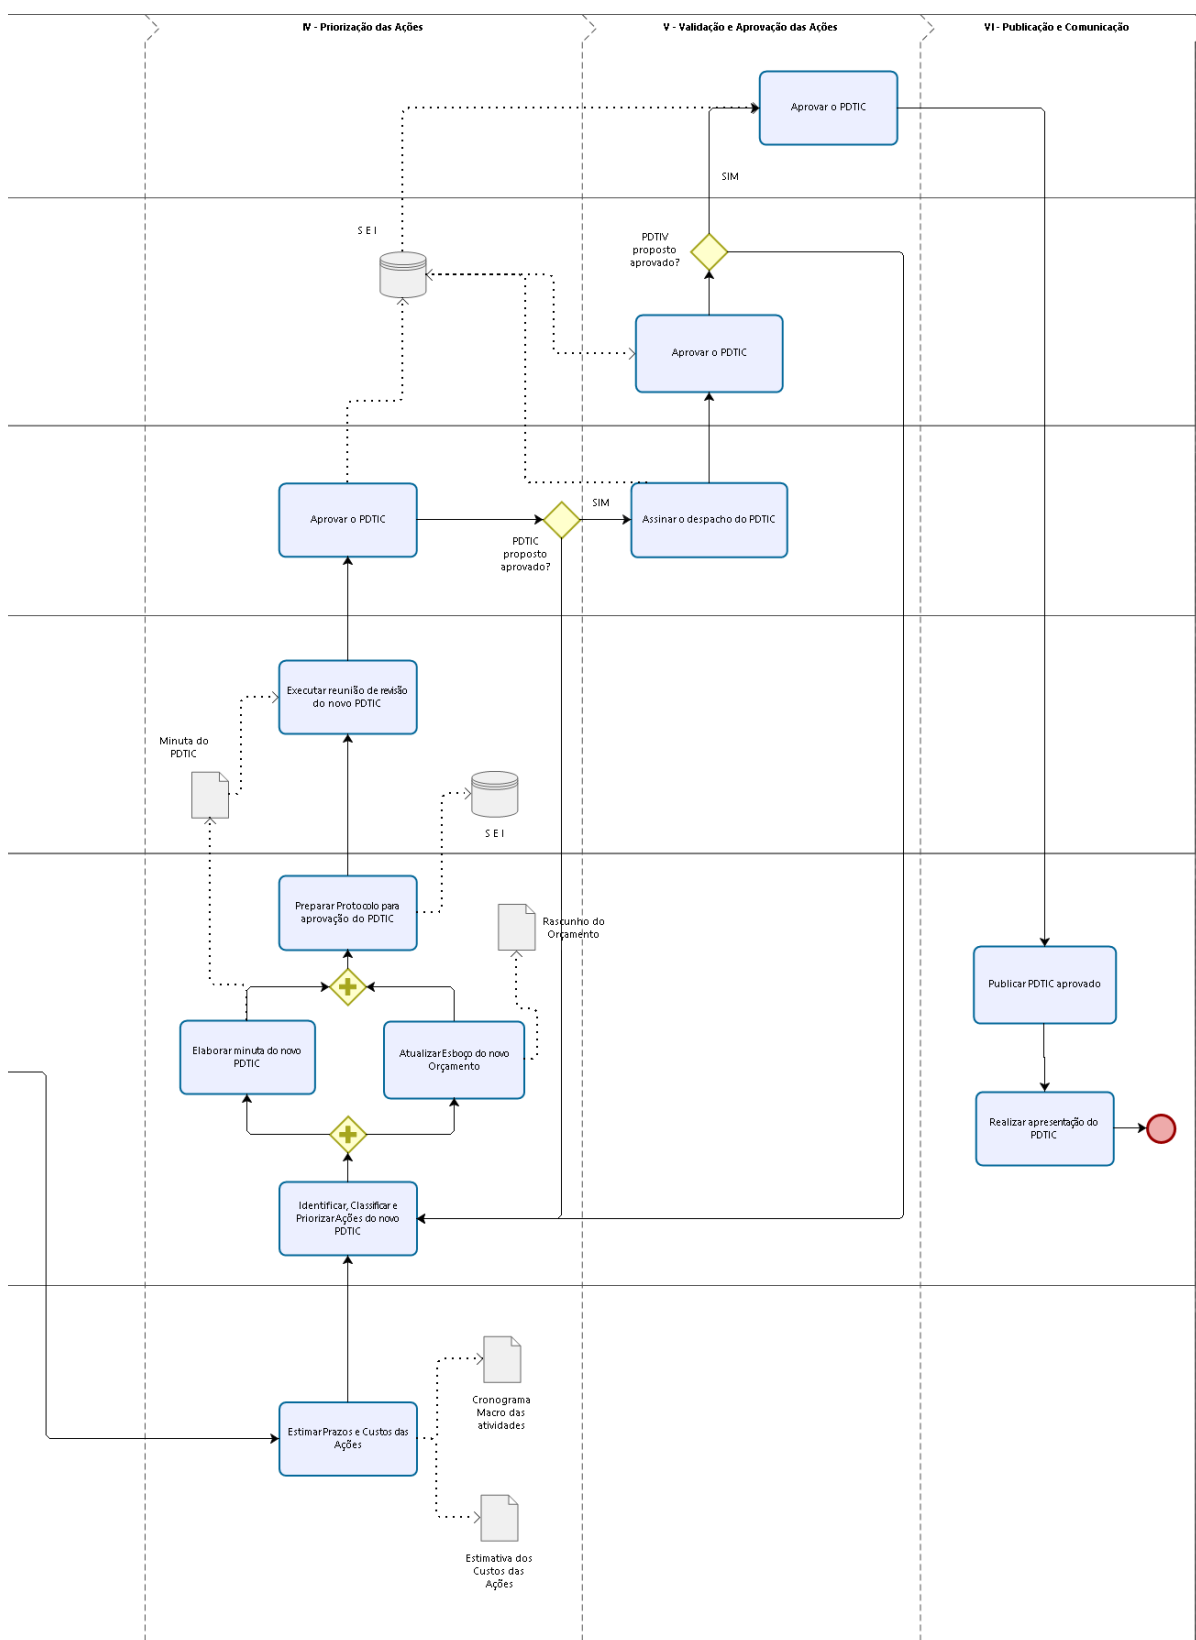 IV - Priorização das Ações
V - Validação e Aprovação das Ações
VI - Publicação e Comunicação
Aprovar o PDTIC
SIM
S E I
PDTIV
proposto
aprovado?
Aprovar o PDTIC
Aprovar o PDTIC
SIM
Assinar o despacho do PDTIC
PDTIC
proposto
aprovado?
Executar reunião de revisão
do novo PDTIC
Minuta do
PDTIC
S E I
Preparar Protocolo para
aprovação do PDTIC
Rascunho do
Orçamento
Publicar PDTIC aprovado
Elaborar minuta do novo
PDTIC
Atualizar Esboço do novo
Orçamento
Realizar apresentação do
PDTIC
Identificar, Classificar e
Priorizar Ações do novo
PDTIC
Cronograma
Macro das
atividades
Estimar Prazos e Custos das
Ações
Estimativa dos
Custos das
Ações